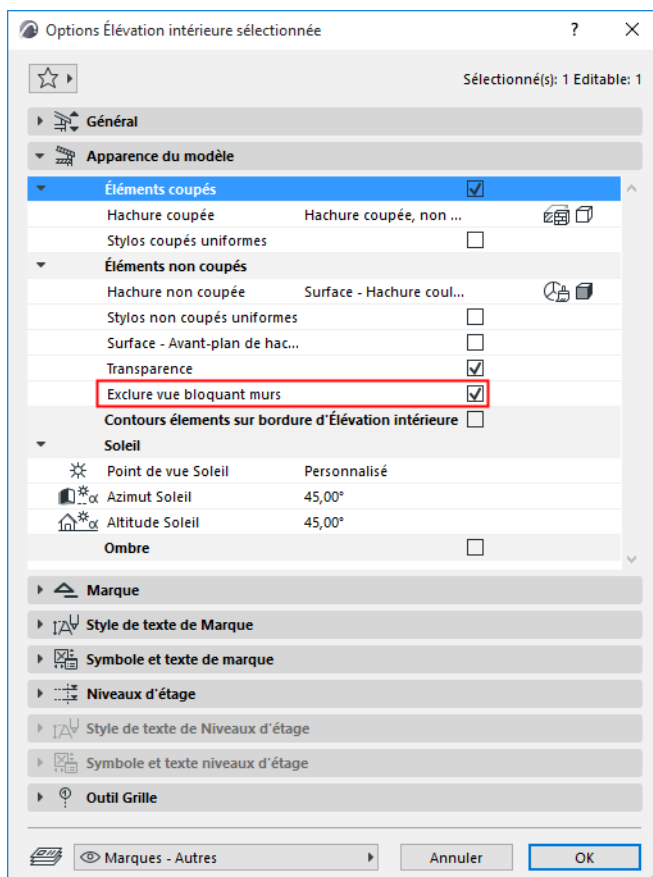 Options Élévation intérieure sélectionnée ? ×
Sélectionné(s): 1 Editable: 1
Général
Apparence du modèle
Éléments coupés
Hachure coupée Hachure coupée, non ...
Stylos coupés uniformes
Éléments non coupés
Hachure non coupée Surface - Hachure coul...
Stylos non coupés uniformes
Surface - Avant-plan de hac...
Transparence
Exclure vue bloquant murs
Contours élements sur bordure d'Élévation intérieure
Soleil
Point de vue Soleil Personnalisé
Azimut Soleil 45,00°
Altitude Soleil 45,00°
Ombre
Marque
Style de texte de Marque
Symbole et texte de marque
Niveaux d'étage
Style de texte de Niveaux d'étage
Symbole et texte niveaux d'étage
Outil Grille
Marques - Autres Annuler OK